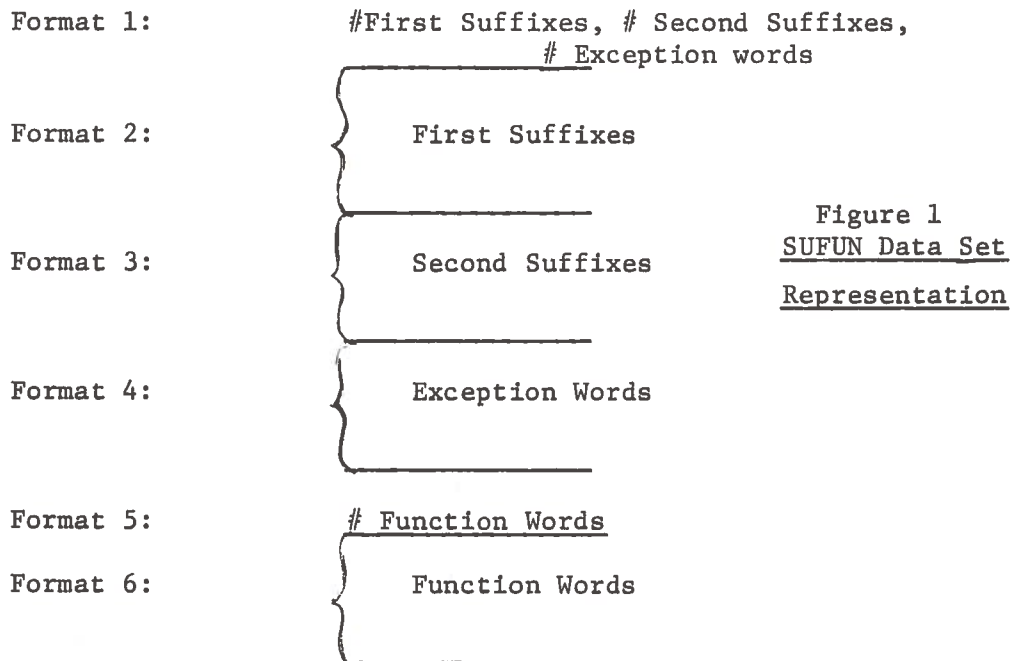 Format 1: #First Suffixes, # Second Suffixes,
# Exception words
Format 2: First Suffixes
Figure 1
Format 3: Second Suffixes SUFUN Data Set
Representation
Format 4: Exception Words
Format 5: # Function Words
Format 6: Function Words